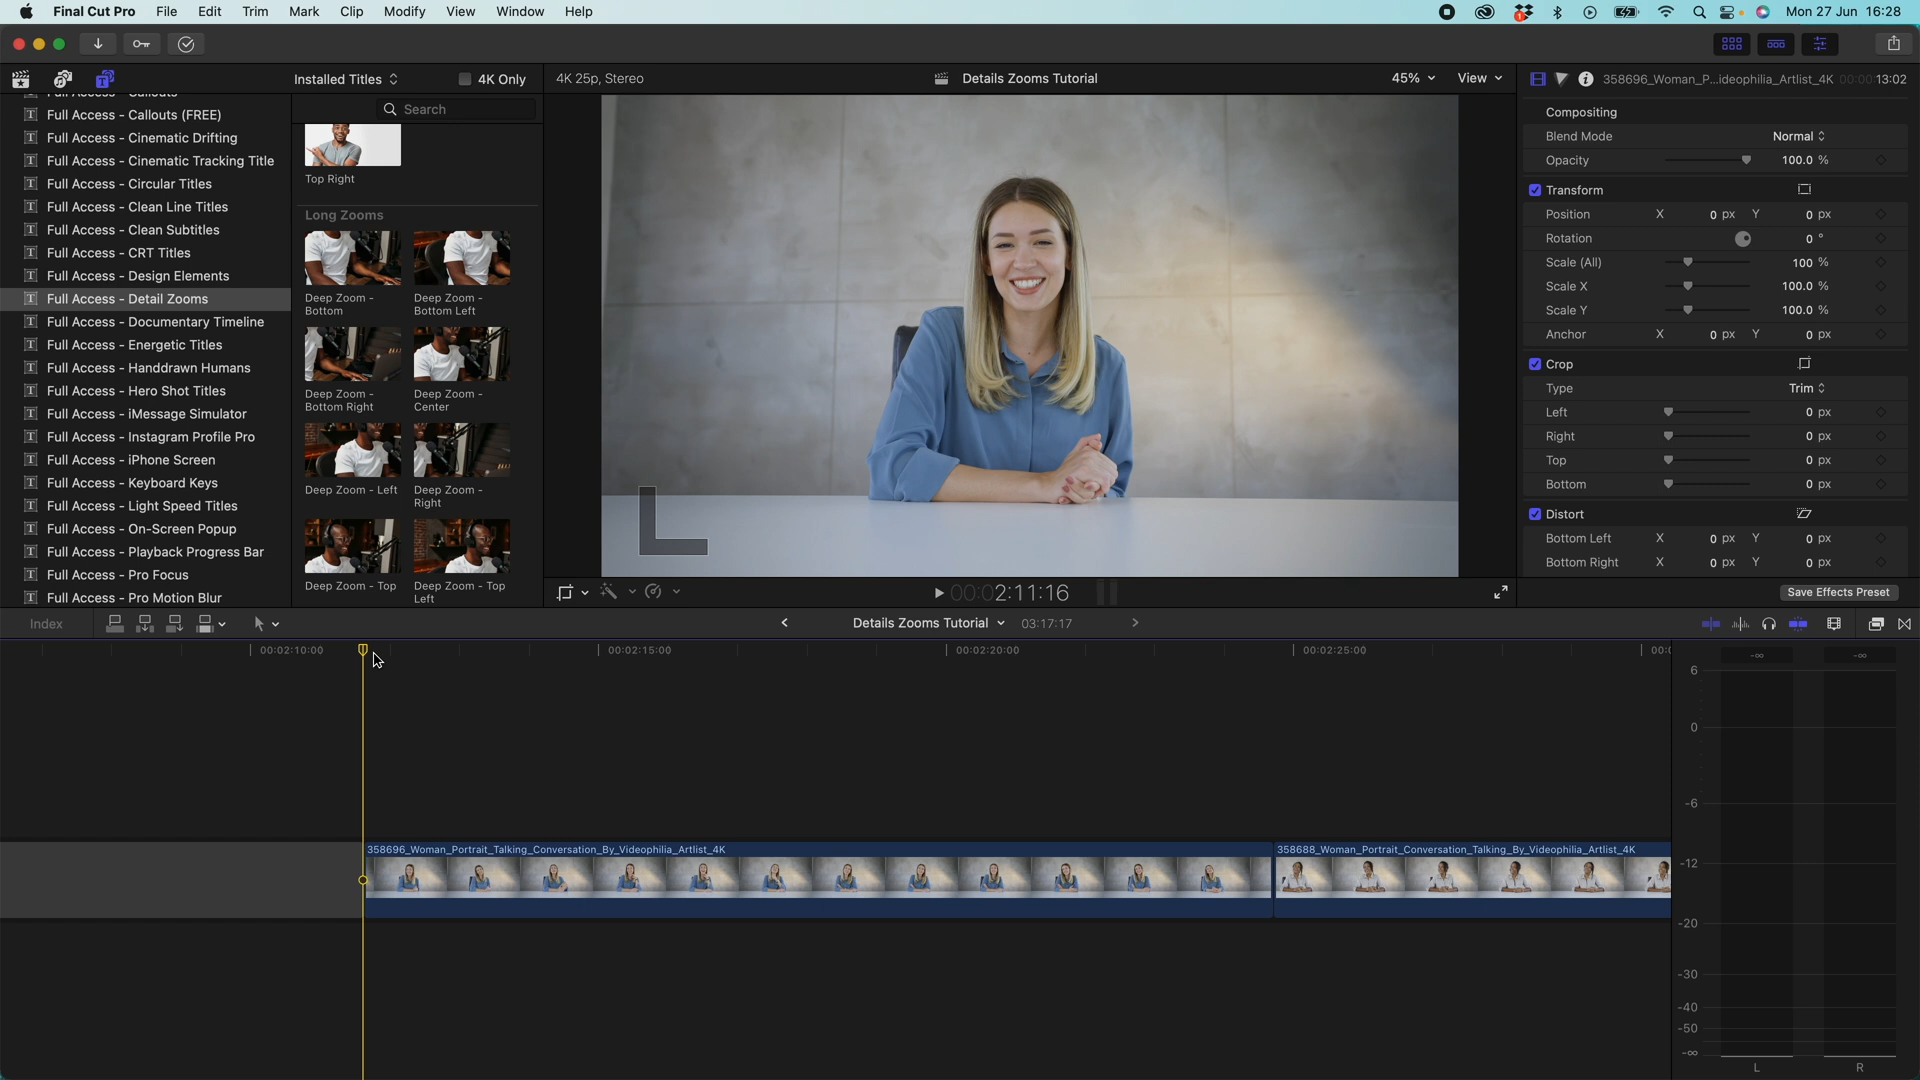 Final Cut Pro File Edit Trim Mark Clip Modify View Window Help
Mon 27 Jun 16:28
Installed Titles
4K Only
4K 25p, Stereo
Details Zooms Tutorial
45%
View
358696_Woman_P...ideophilia_Artlist_4K
00:00:13:02
Full Access - Callouts
Full Access - Callouts (FREE)
Full Access - Cinematic Drifting
Full Access - Cinematic Tracking Title
Full Access - Circular Titles
Full Access - Clean Line Titles
Full Access - Clean Subtitles
Full Access - CRT Titles
Full Access - Design Elements
Full Access - Detail Zooms
Full Access - Documentary Timeline
Full Access - Energetic Titles
Full Access - Handdrawn Humans
Full Access - Hero Shot Titles
Full Access - iMessage Simulator
Full Access - Instagram Profile Pro
Full Access - iPhone Screen
Full Access - Keyboard Keys
Full Access - Light Speed Titles
Full Access - On-Screen Popup
Full Access - Playback Progress Bar
Full Access - Pro Focus
Full Access - Pro Motion Blur
Search
Top Right
Long Zooms
Deep Zoom -
Bottom
Deep Zoom -
Bottom Left
Deep Zoom -
Bottom Right
Deep Zoom -
Center
Deep Zoom - Left
Deep Zoom -
Right
Deep Zoom - Top
Deep Zoom - Top
Left
00:02:11:16
Compositing
Blend Mode Normal
Opacity 100.0 %
Transform
Position X 0 px Y 0 px
Rotation 0 °
Scale (All) 100 %
Scale X 100.0 %
Scale Y 100.0 %
Anchor X 0 px Y 0 px
Crop
Type Trim
Left 0 px
Right 0 px
Top 0 px
Bottom 0 px
Distort
Bottom Left X 0 px Y 0 px
Bottom Right X 0 px Y 0 px
Save Effects Preset
Index
Details Zooms Tutorial
03:17:17
00:02:10:00
00:02:15:00
00:02:20:00
00:02:25:00
00:0
358696_Woman_Portrait_Talking_Conversation_By_Videophilia_Artlist_4K
358688_Woman_Portrait_Conversation_Talking_By_Videophilia_Artlist_4K
-∞ -∞
6
0
-6
-12
-20
-30
-40
-50
-∞
L R